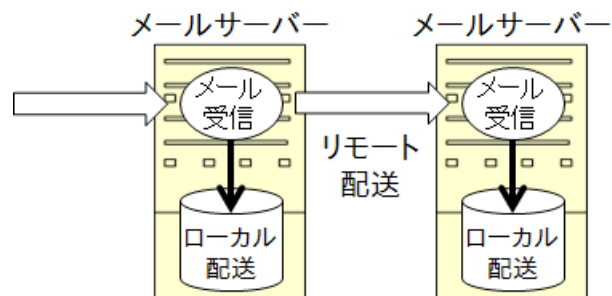 メールサーバー
メールサーバー
メール
受信
メール
受信
リモート
配送
ローカル
配送
ローカル
配送